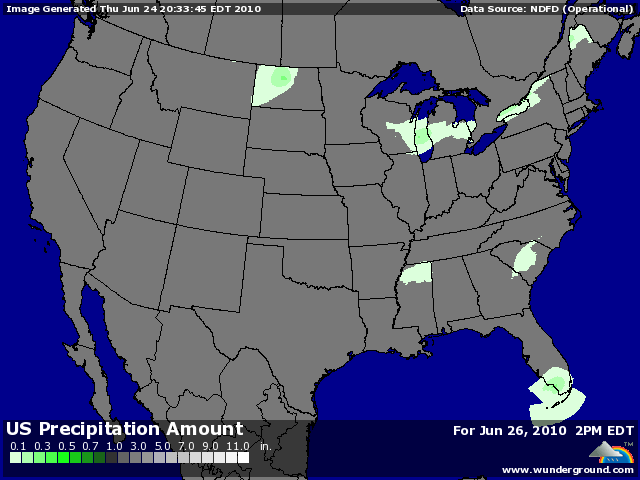 Image Generated Thu Jun 24 20:33:45 EDT 2010
Data Source: NDFD (Operational)
US Precipitation Amount
0.1 0.3 0.5 0.7 1.0 3.0 5.0 7.0 9.0 11.0 in.
For Jun 26, 2010 2PM EDT
TM
www.wunderground.com